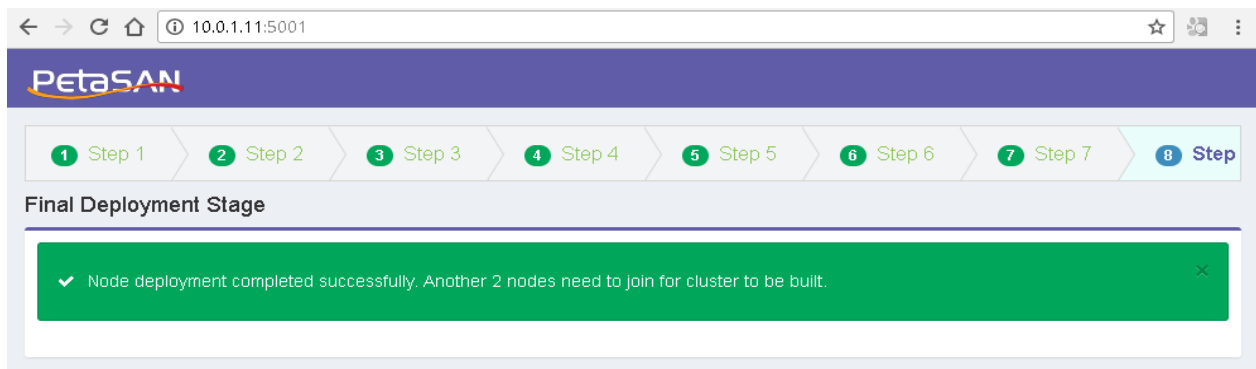 10.0.1.11:5001
PetaSAN
1 Step 1 2 Step 2 3 Step 3 4 Step 4 5 Step 5 6 Step 6 7 Step 7 8 Step
Final Deployment Stage
Node deployment completed successfully. Another 2 nodes need to join for cluster to be built.